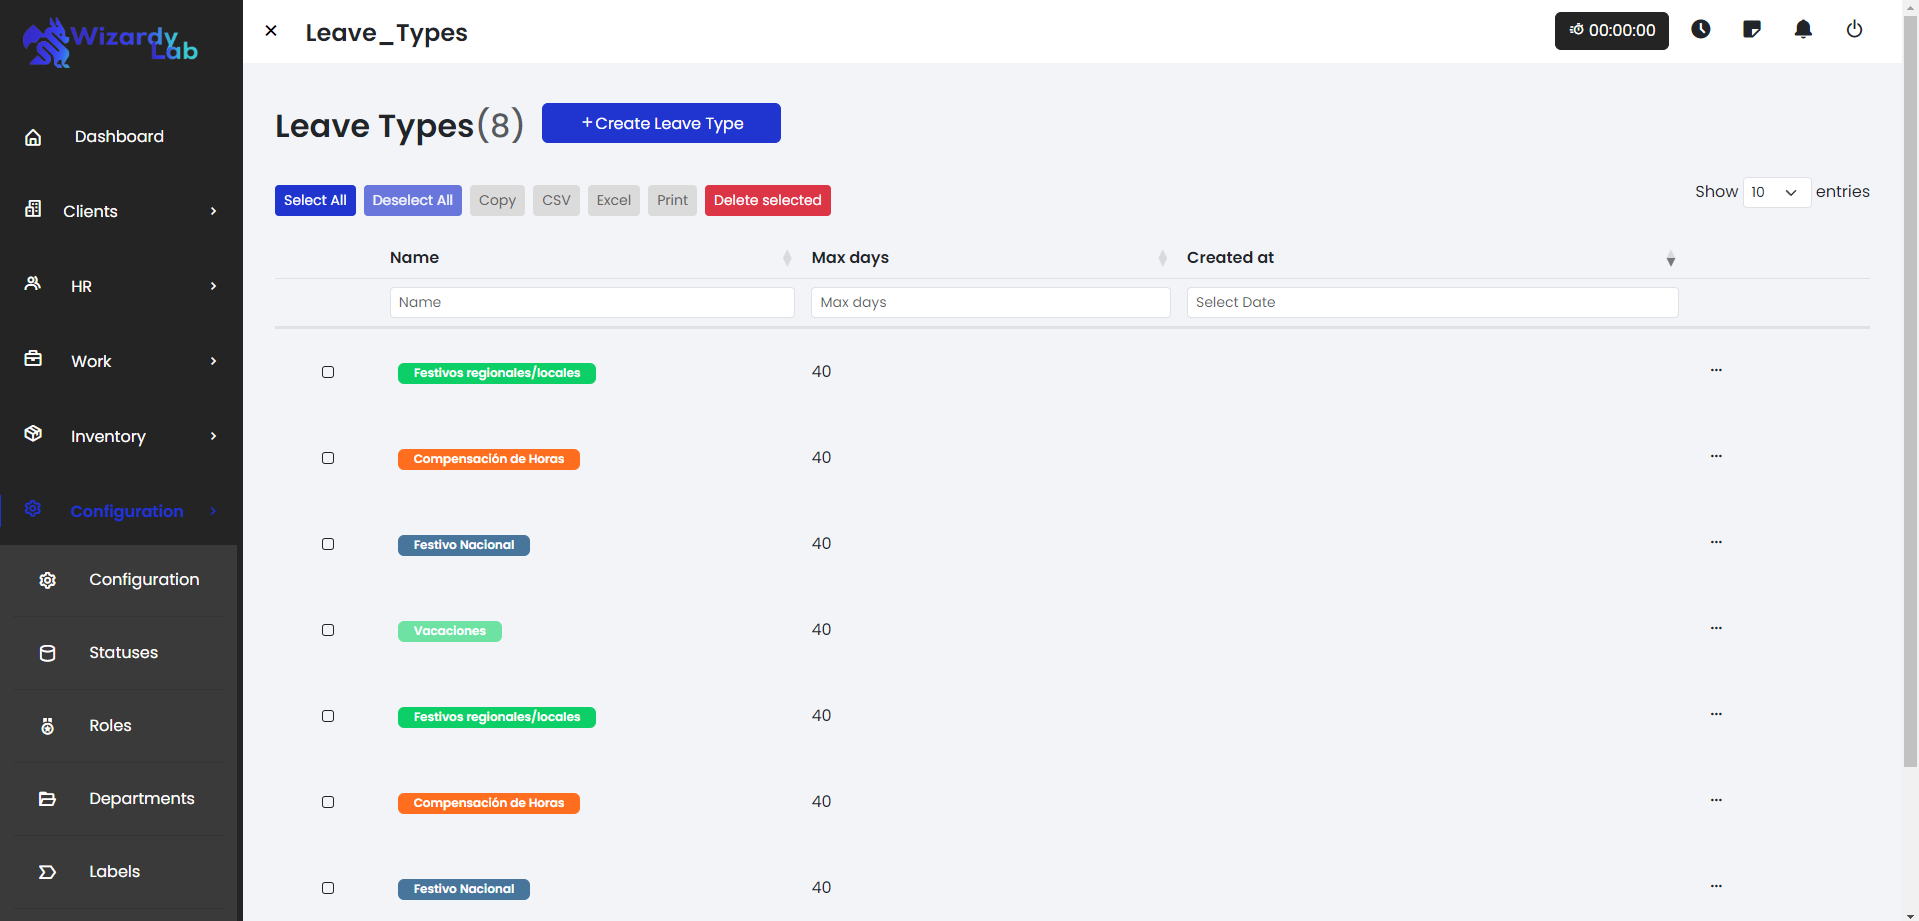 Wizardy
Lab
Dashboard
Clients
HR
Work
Inventory
Configuration
Configuration
Statuses
Roles
Departments
Labels
Leave_Types
00:00:00
Leave Types(8)
+Create Leave Type
Select All
Deselect All
Copy
CSV
Excel
Print
Delete selected
Show 10 entries
Name Max days Created at
Name Max days Select Date
Festivos regionales/locales 40 ...
Compensación de Horas 40 ...
Festivo Nacional 40 ...
Vacaciones 40 ...
Festivos regionales/locales 40 ...
Compensación de Horas 40 ...
Festivo Nacional 40 ...